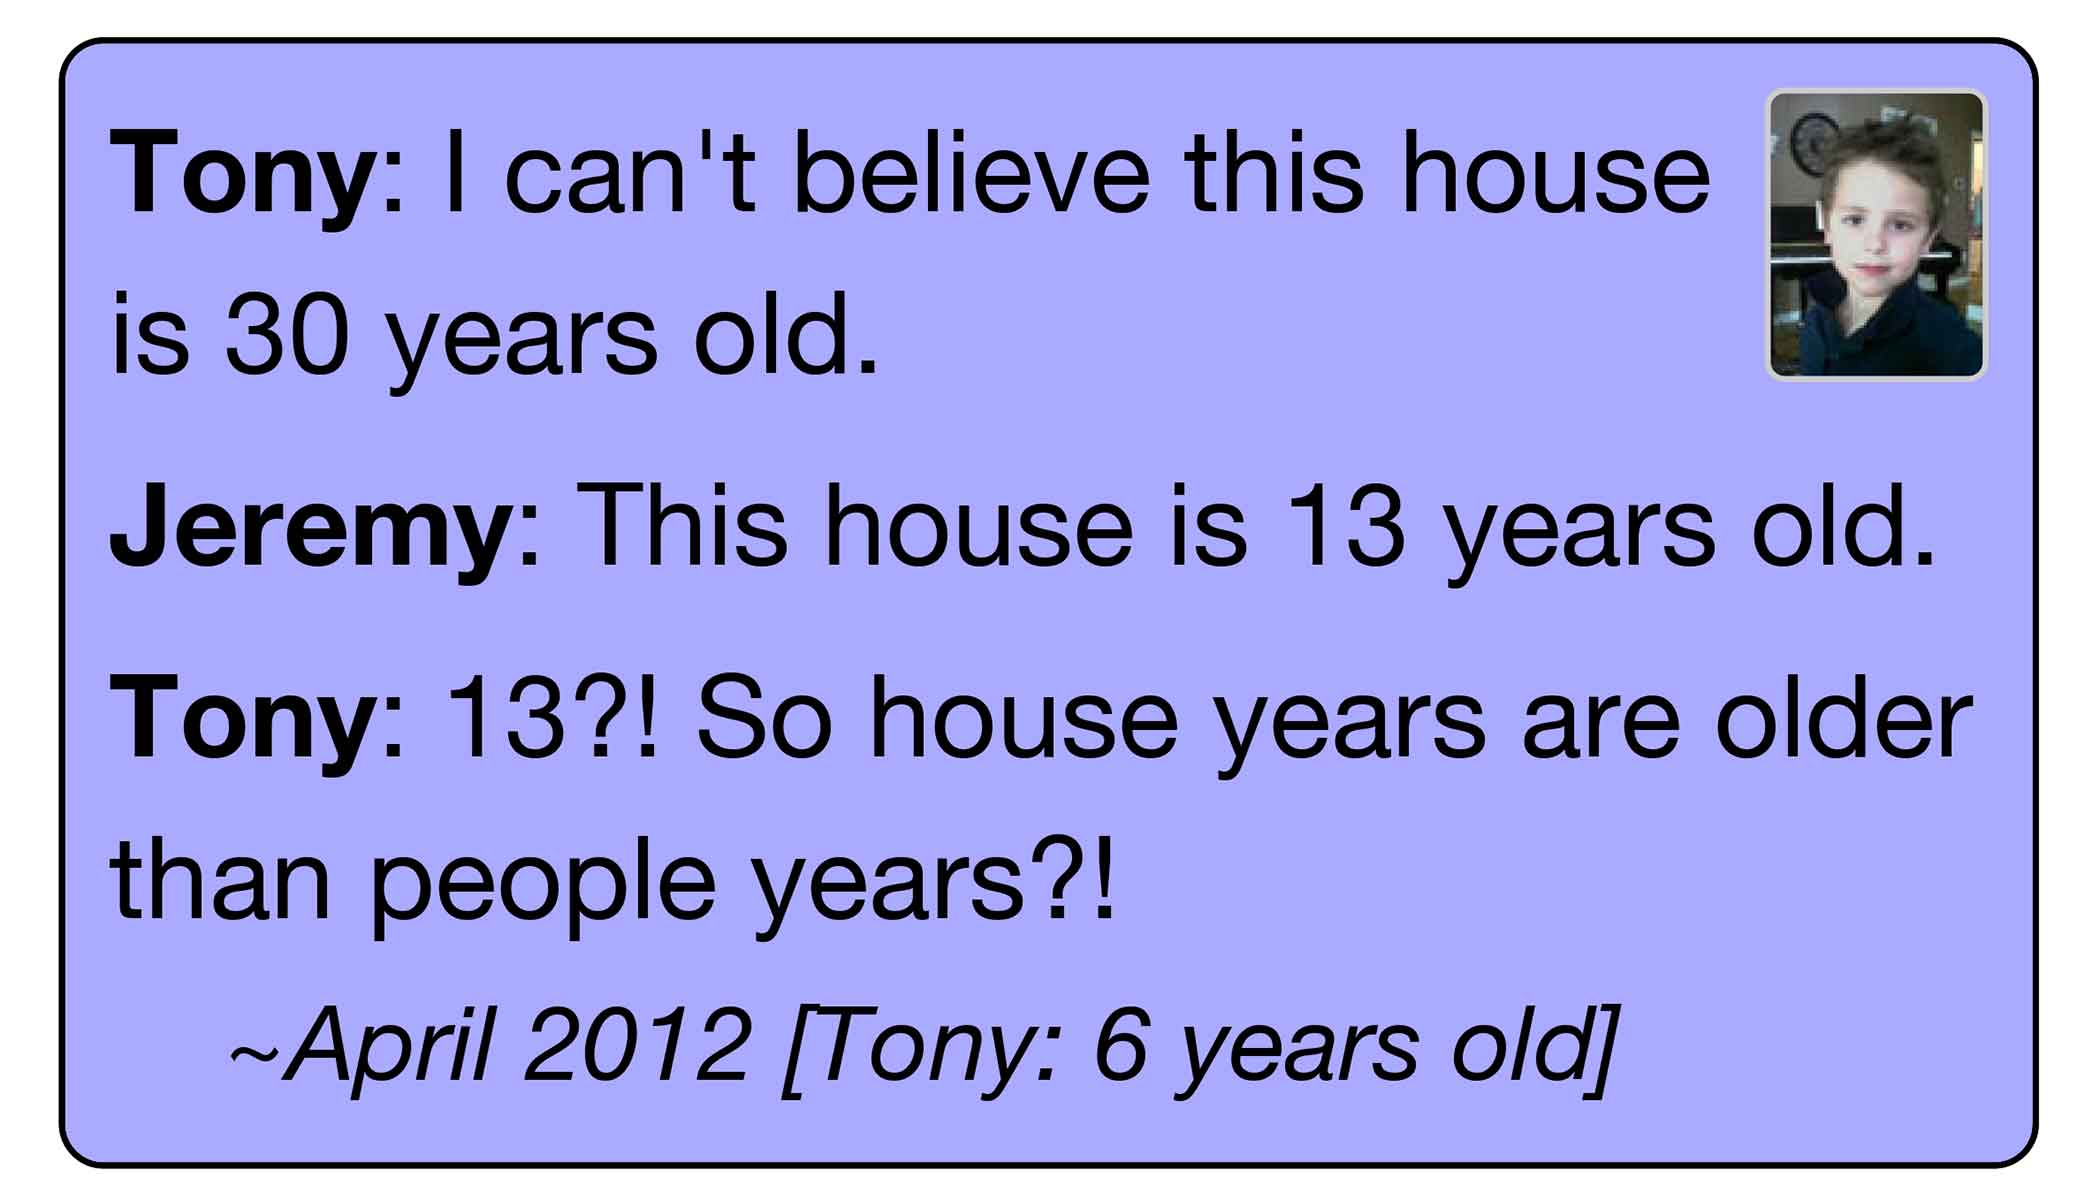 Tony: I can't believe this house
is 30 years old.
Jeremy: This house is 13 years old.
Tony: 13?! So house years are older
than people years?!
~April 2012 [Tony: 6 years old]